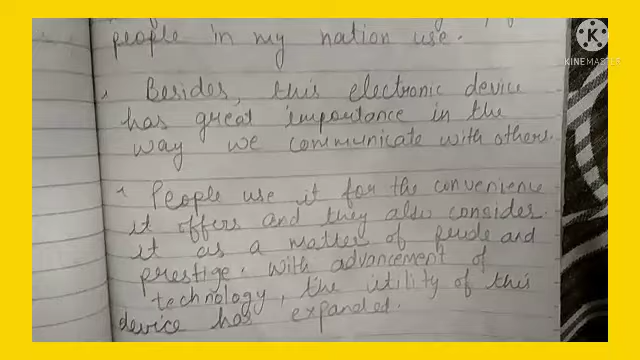 people in my nation use.
Besides, this electronic device
has great importance in the
way we communicate with others.
People use it for the convenience
it offers and they also consider
it as a matter of pride and
prestige. With advancement of
technology, the utility of this
device has expanded.
K
KINEMASTER